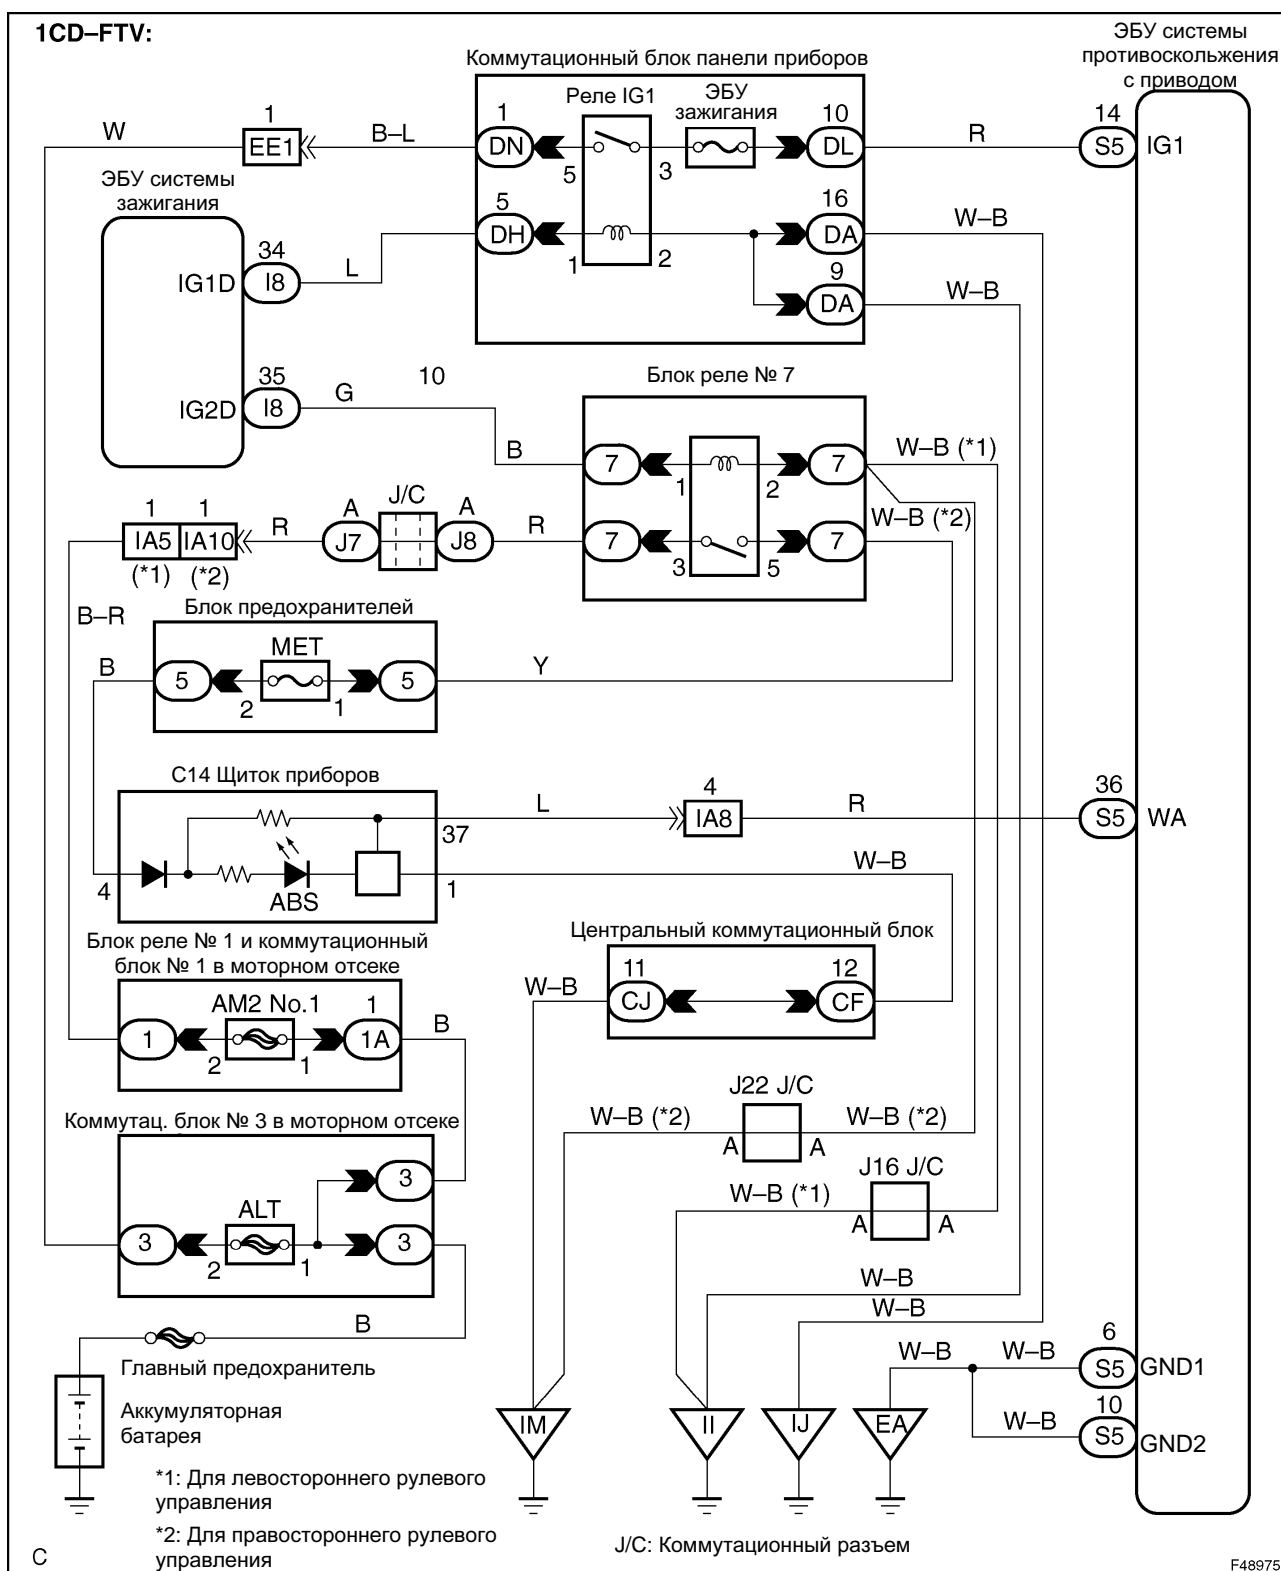 1CD–FTV:
ЭБУ системы
противоскольжения
с приводом
Коммутационный блок панели приборов
Реле IG1
ЭБУ
зажигания
W
1
EE1
B–L
1
DN
5
3
10
DL
R
14
S5
IG1
ЭБУ системы
зажигания
5
DH
1
2
16
DA
W–B
9
DA
W–B
IG1D
34
I8
L
IG2D
35
I8
G
10
B
Блок реле № 7
7
1
2
7
W–B (*1)
W–B (*2)
7
3
5
7
1
1
IA5
IA10
(*1)
(*2)
R
A
J7
J/C
A
J8
R
B–R
Блок предохранителей
B
5
2
MET
1
5
Y
C14 Щиток приборов
4
ABS
37
1
L
4
IA8
R
36
S5
WA
W–B
Блок реле № 1 и коммутационный
блок № 1 в моторном отсеке
1
2
AM2 No.1
1
1
1A
B
Центральный коммутационный блок
W–B
11
CJ
12
CF
J22 J/C
W–B (*2)
A
A
W–B (*2)
J16 J/C
W–B (*1)
A
A
Коммутац. блок № 3 в моторном отсеке
3
ALT
3
2
1
3
W–B
W–B
B
Главный предохранитель
Аккумуляторная
батарея
W–B
W–B
6
S5
GND1
W–B
10
S5
GND2
IM
II
IJ
EA
*1: Для левостороннего рулевого
управления
*2: Для правостороннего рулевого
управления
J/C: Коммутационный разъем
C
F48975